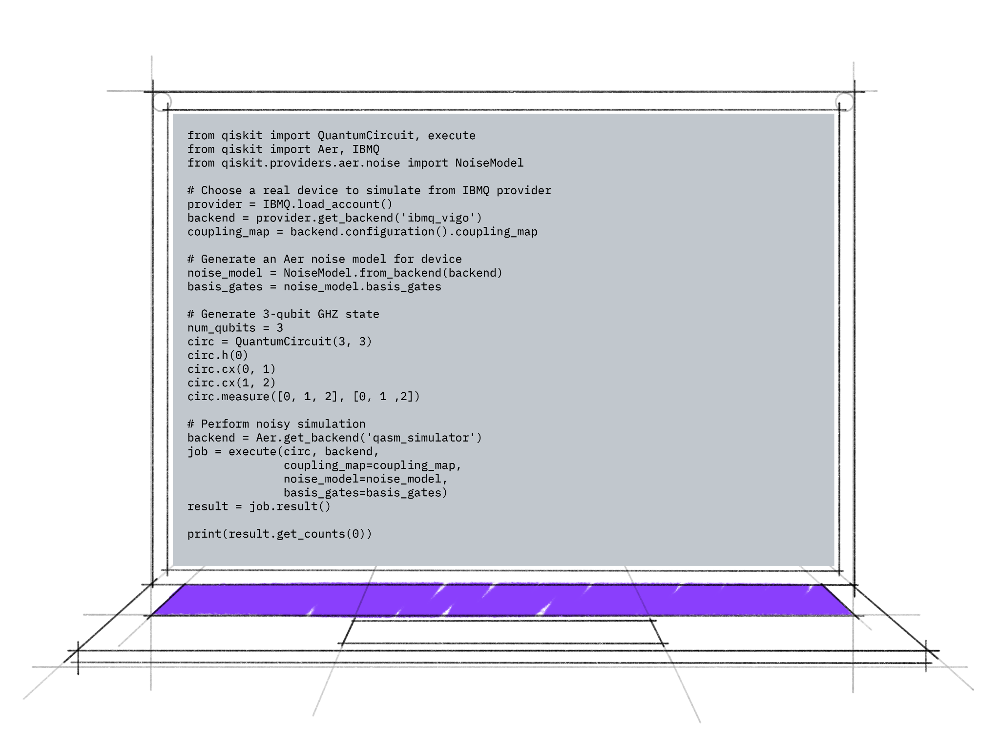 from qiskit import QuantumCircuit, execute
from qiskit import Aer, IBMQ
from qiskit.providers.aer.noise import NoiseModel

# Choose a real device to simulate from IBMQ provider
provider = IBMQ.load_account()
backend = provider.get_backend('ibmq_vigo')
coupling_map = backend.configuration().coupling_map

# Generate an Aer noise model for device
noise_model = NoiseModel.from_backend(backend)
basis_gates = noise_model.basis_gates

# Generate 3-qubit GHZ state
num_qubits = 3
circ = QuantumCircuit(3, 3)
circ.h(0)
circ.cx(0, 1)
circ.cx(1, 2)
circ.measure([0, 1, 2], [0, 1 ,2])

# Perform noisy simulation
backend = Aer.get_backend('qasm_simulator')
job = execute(circ, backend,
              coupling_map=coupling_map,
              noise_model=noise_model,
              basis_gates=basis_gates)
result = job.result()

print(result.get_counts(0))